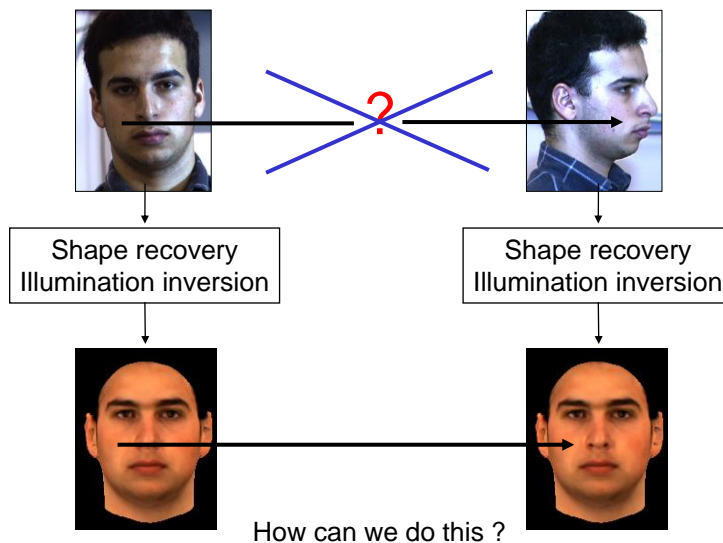 ?
Shape recovery
Illumination inversion
Shape recovery
Illumination inversion
How can we do this ?